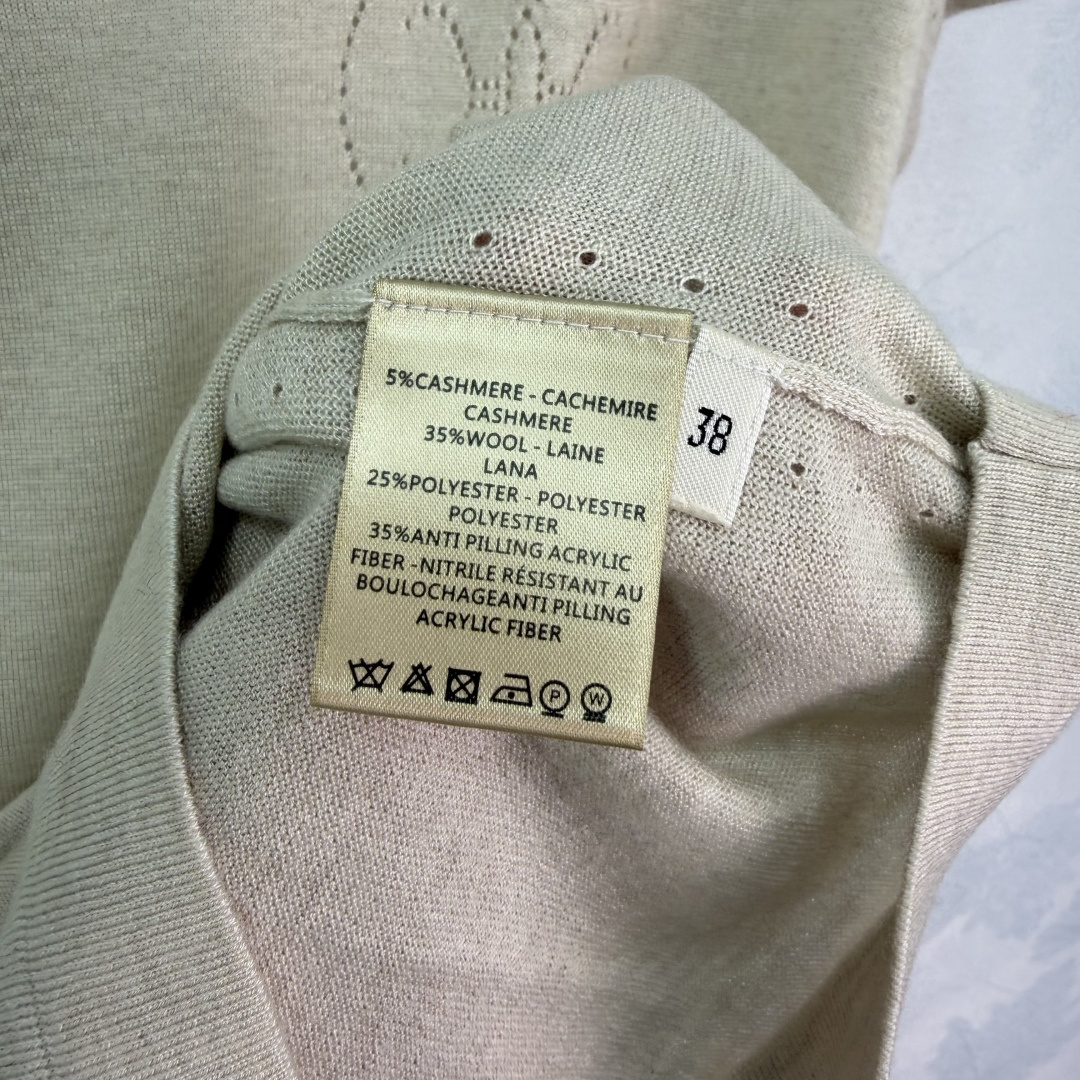 5%CASHMERE - CACHEMIRE
CASHMERE
35%WOOL - LAINE
LANA
25%POLYESTER - POLYESTER
POLYESTER
35%ANTI PILLING ACRYLIC
FIBER -NITRILE RÉSISTANT AU
BOULOCHAGEANTI PILLING
ACRYLIC FIBER
P W
38